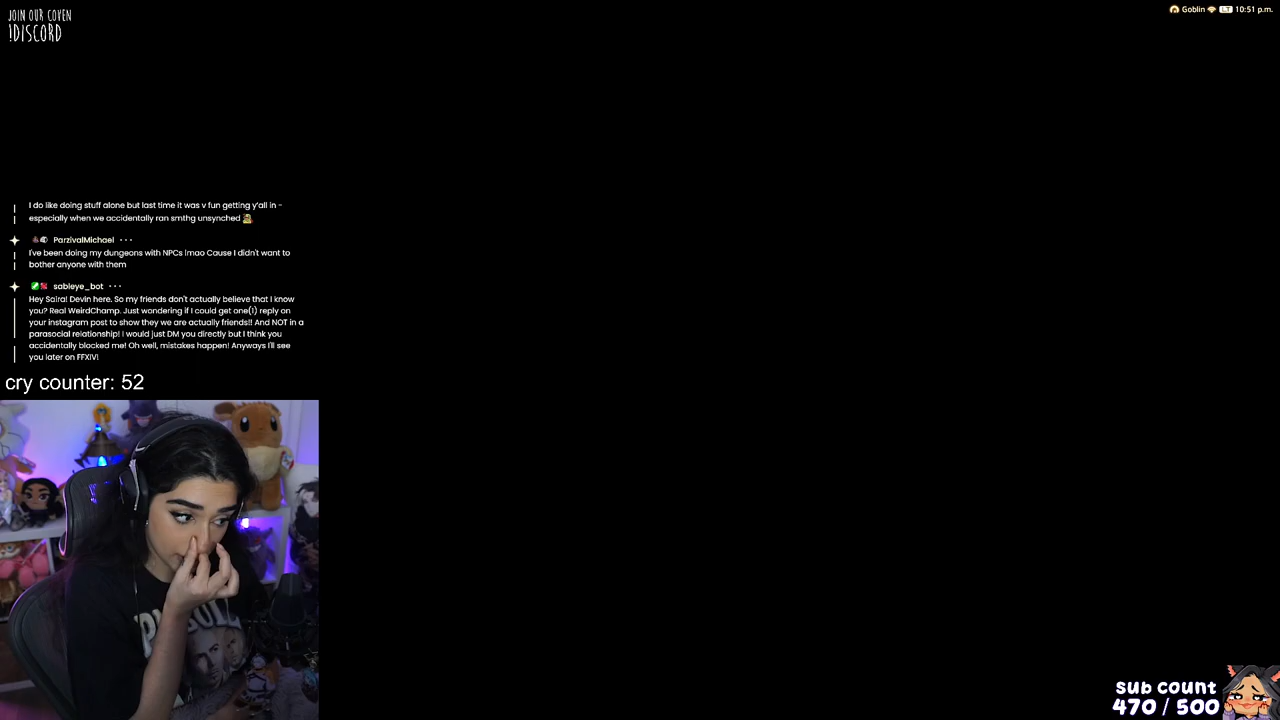 JOIN OUR COVEN
!DISCORD
Goblin LT 10:51 p.m.
I do like doing stuff alone but last time it was v fun getting y'all in -
especially when we accidentally ran smthg unsynched
ParzivalMichael
I've been doing my dungeons with NPCs lmao Cause I didn't want to
bother anyone with them
sableye_bot
Hey Saira! Devin here. So my friends don't actually believe that I know
you? Real WeirdChamp. Just wondering if I could get one(1) reply on
your instagram post to show they we are actually friends!! And NOT in a
parasocial relationship! I would just DM you directly but I think you
accidentally blocked me! Oh well, mistakes happen! Anyways I'll see
you later on FFXIV!
cry counter: 52
sub count
470 / 500